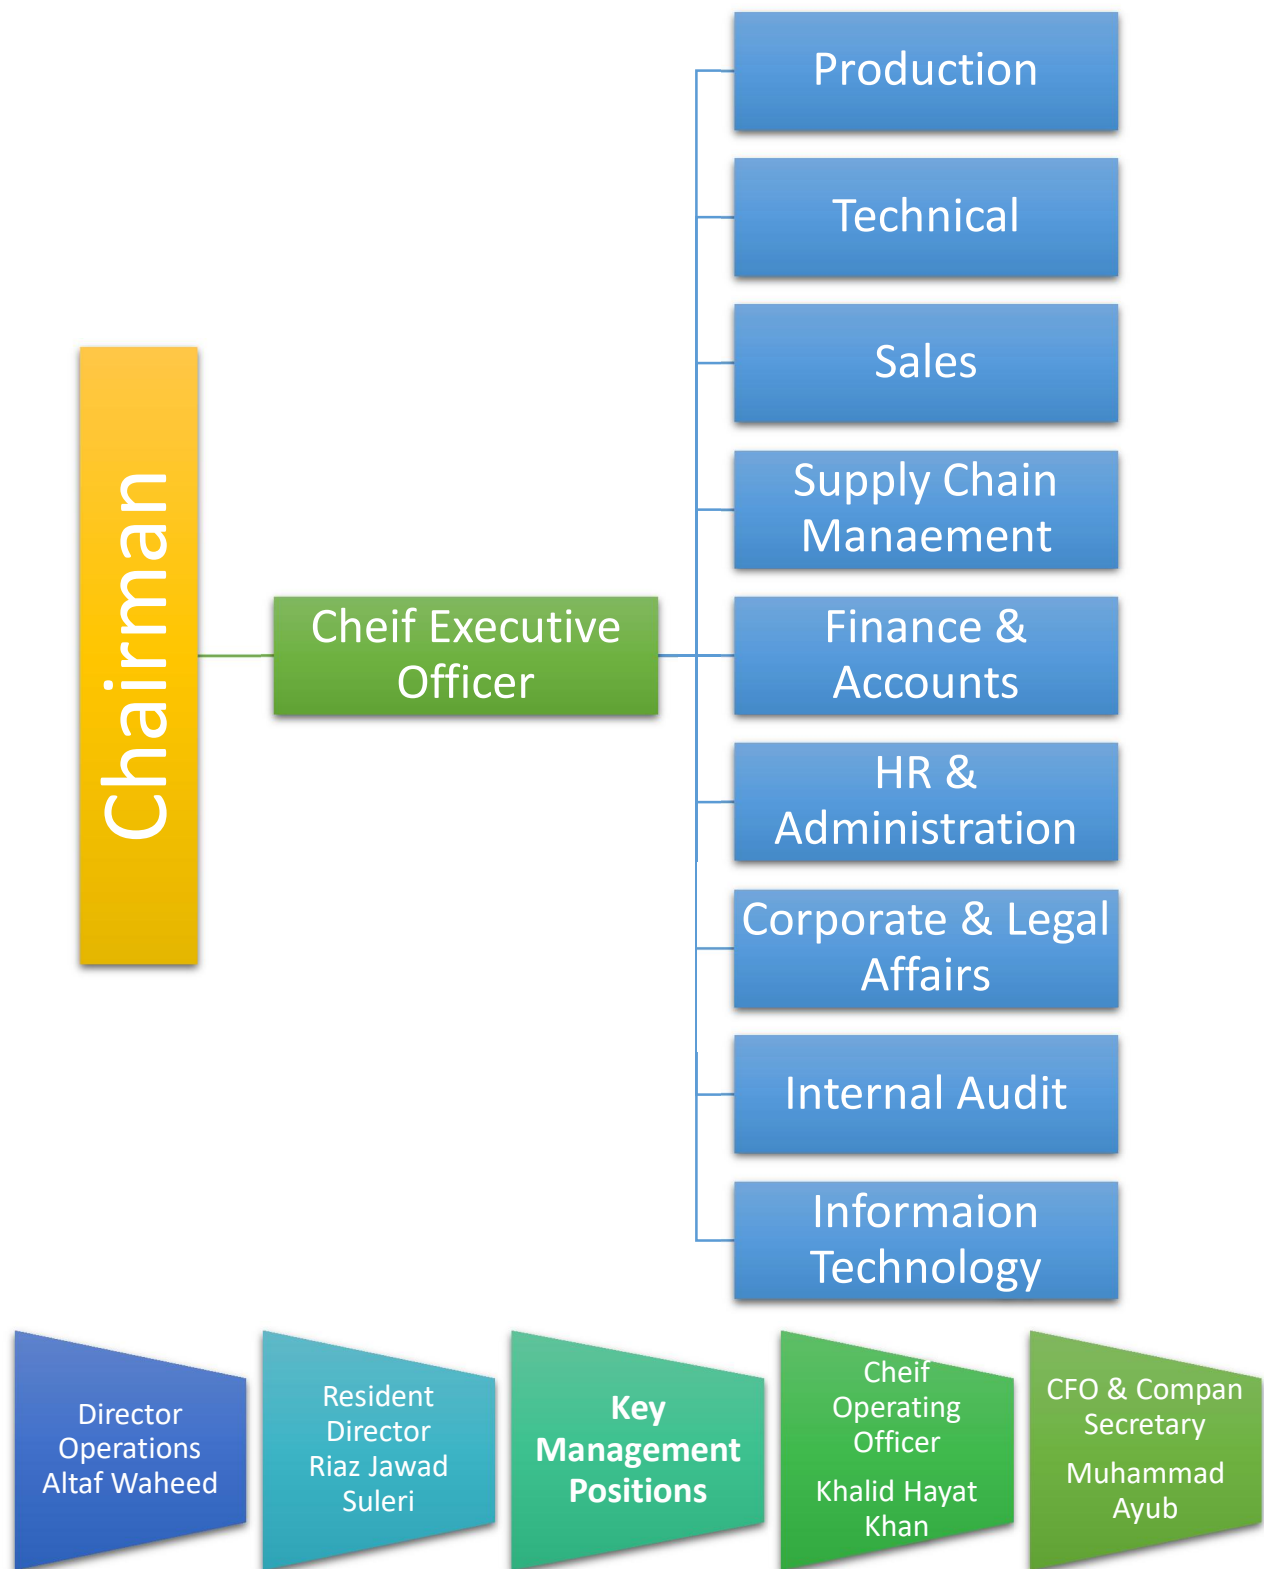 Production
Technical
Sales
Supply Chain
Manaement
Chairman
Cheif Executive
Officer
Finance &
Accounts
HR &
Administration
Corporate & Legal
Affairs
Internal Audit
Informaion
Technology
Director
Operations
Altaf Waheed
Resident
Director
Riaz Jawad
Suleri
Key
Management
Positions
Cheif
Operating
Officer
Khalid Hayat
Khan
CFO & Compan
Secretary
Muhammad
Ayub